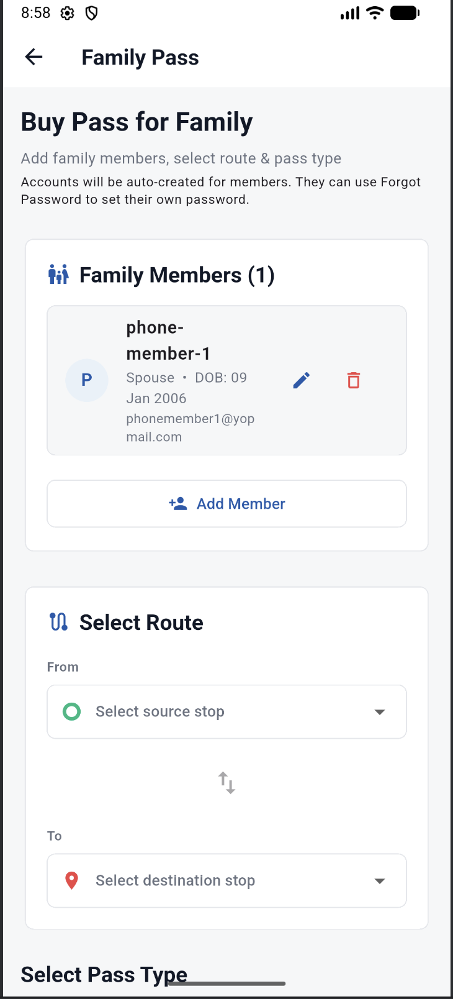 8:58
Family Pass
Buy Pass for Family
Add family members, select route & pass type
Accounts will be auto-created for members. They can use Forgot
Password to set their own password.
Family Members (1)
P
phone-
member-1
Spouse • DOB: 09
Jan 2006
phonemember1@yop
mail.com
Add Member
Select Route
From
Select source stop
To
Select destination stop
Select Pass Type